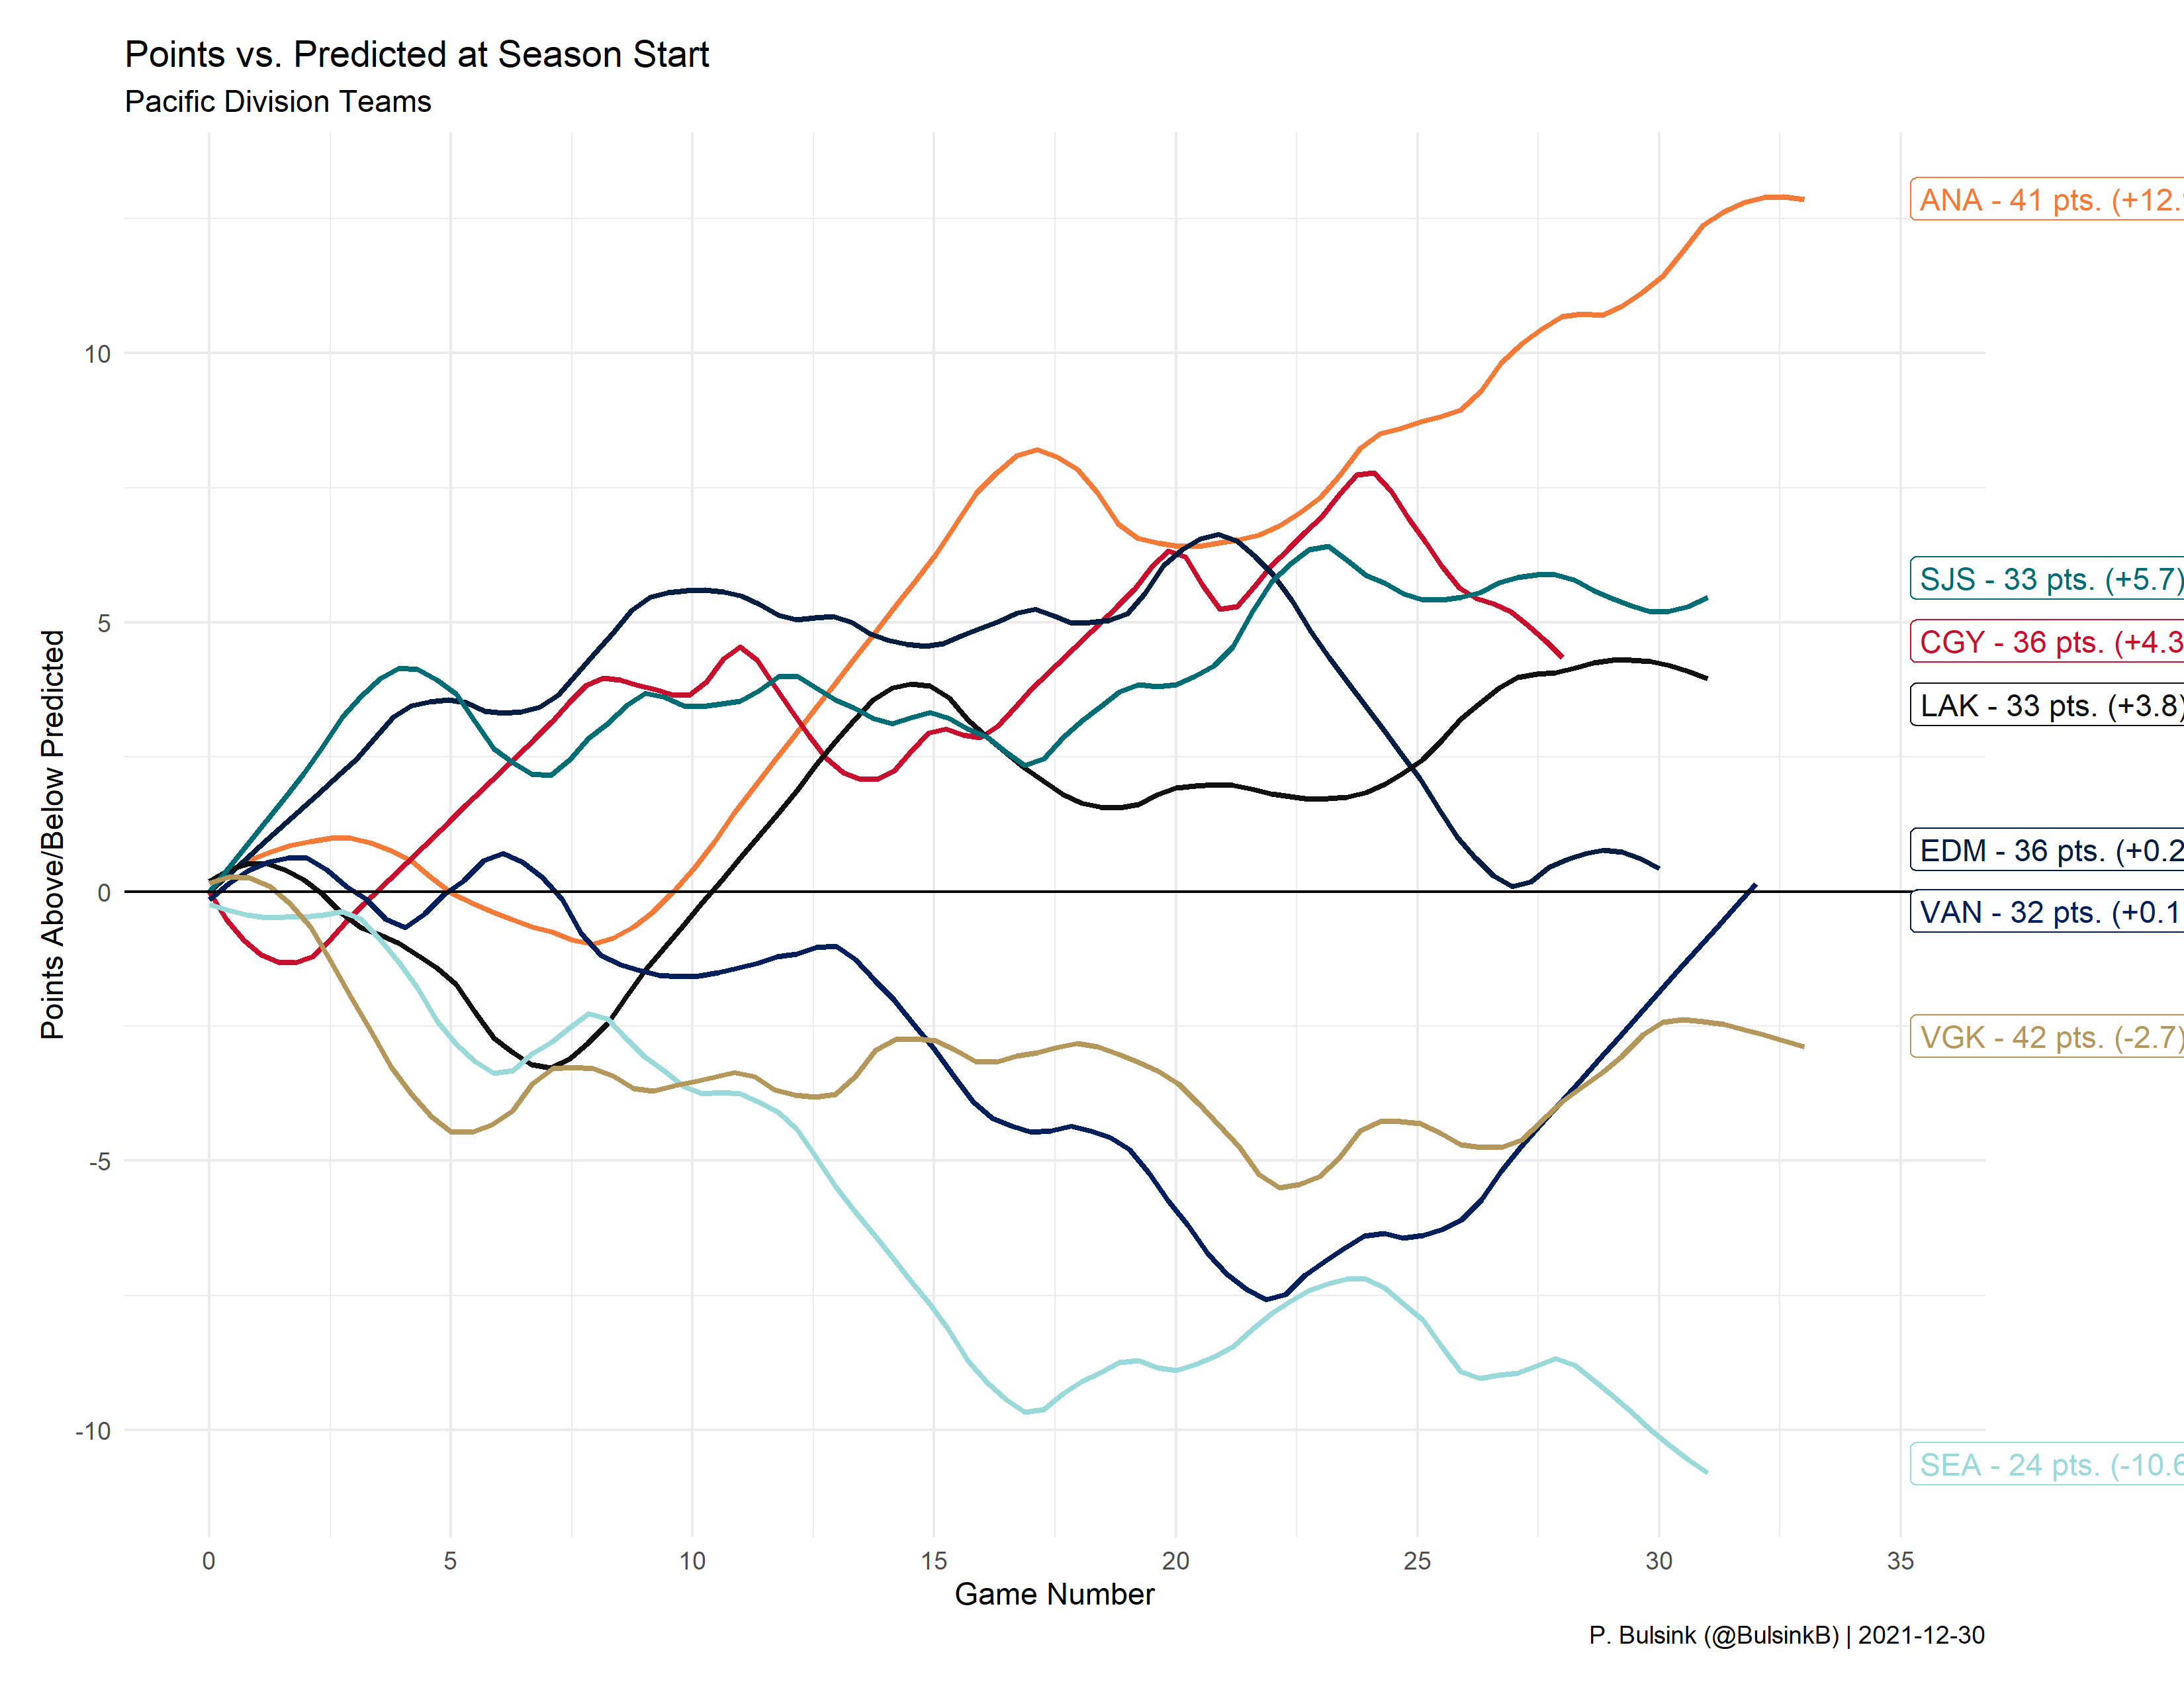 Points vs. Predicted at Season Start
Pacific Division Teams
Points Above/Below Predicted
10
5
0
-5
-10
ANA - 41 pts. (+12.9
SJS - 33 pts. (+5.7)
CGY - 36 pts. (+4.3
LAK - 33 pts. (+3.8)
EDM - 36 pts. (+0.2
VAN - 32 pts. (+0.1
VGK - 42 pts. (-2.7)
SEA - 24 pts. (-10.6
0 5 10 15 20 25 30 35
Game Number
P. Bulsink (@BulsinkB) | 2021-12-30